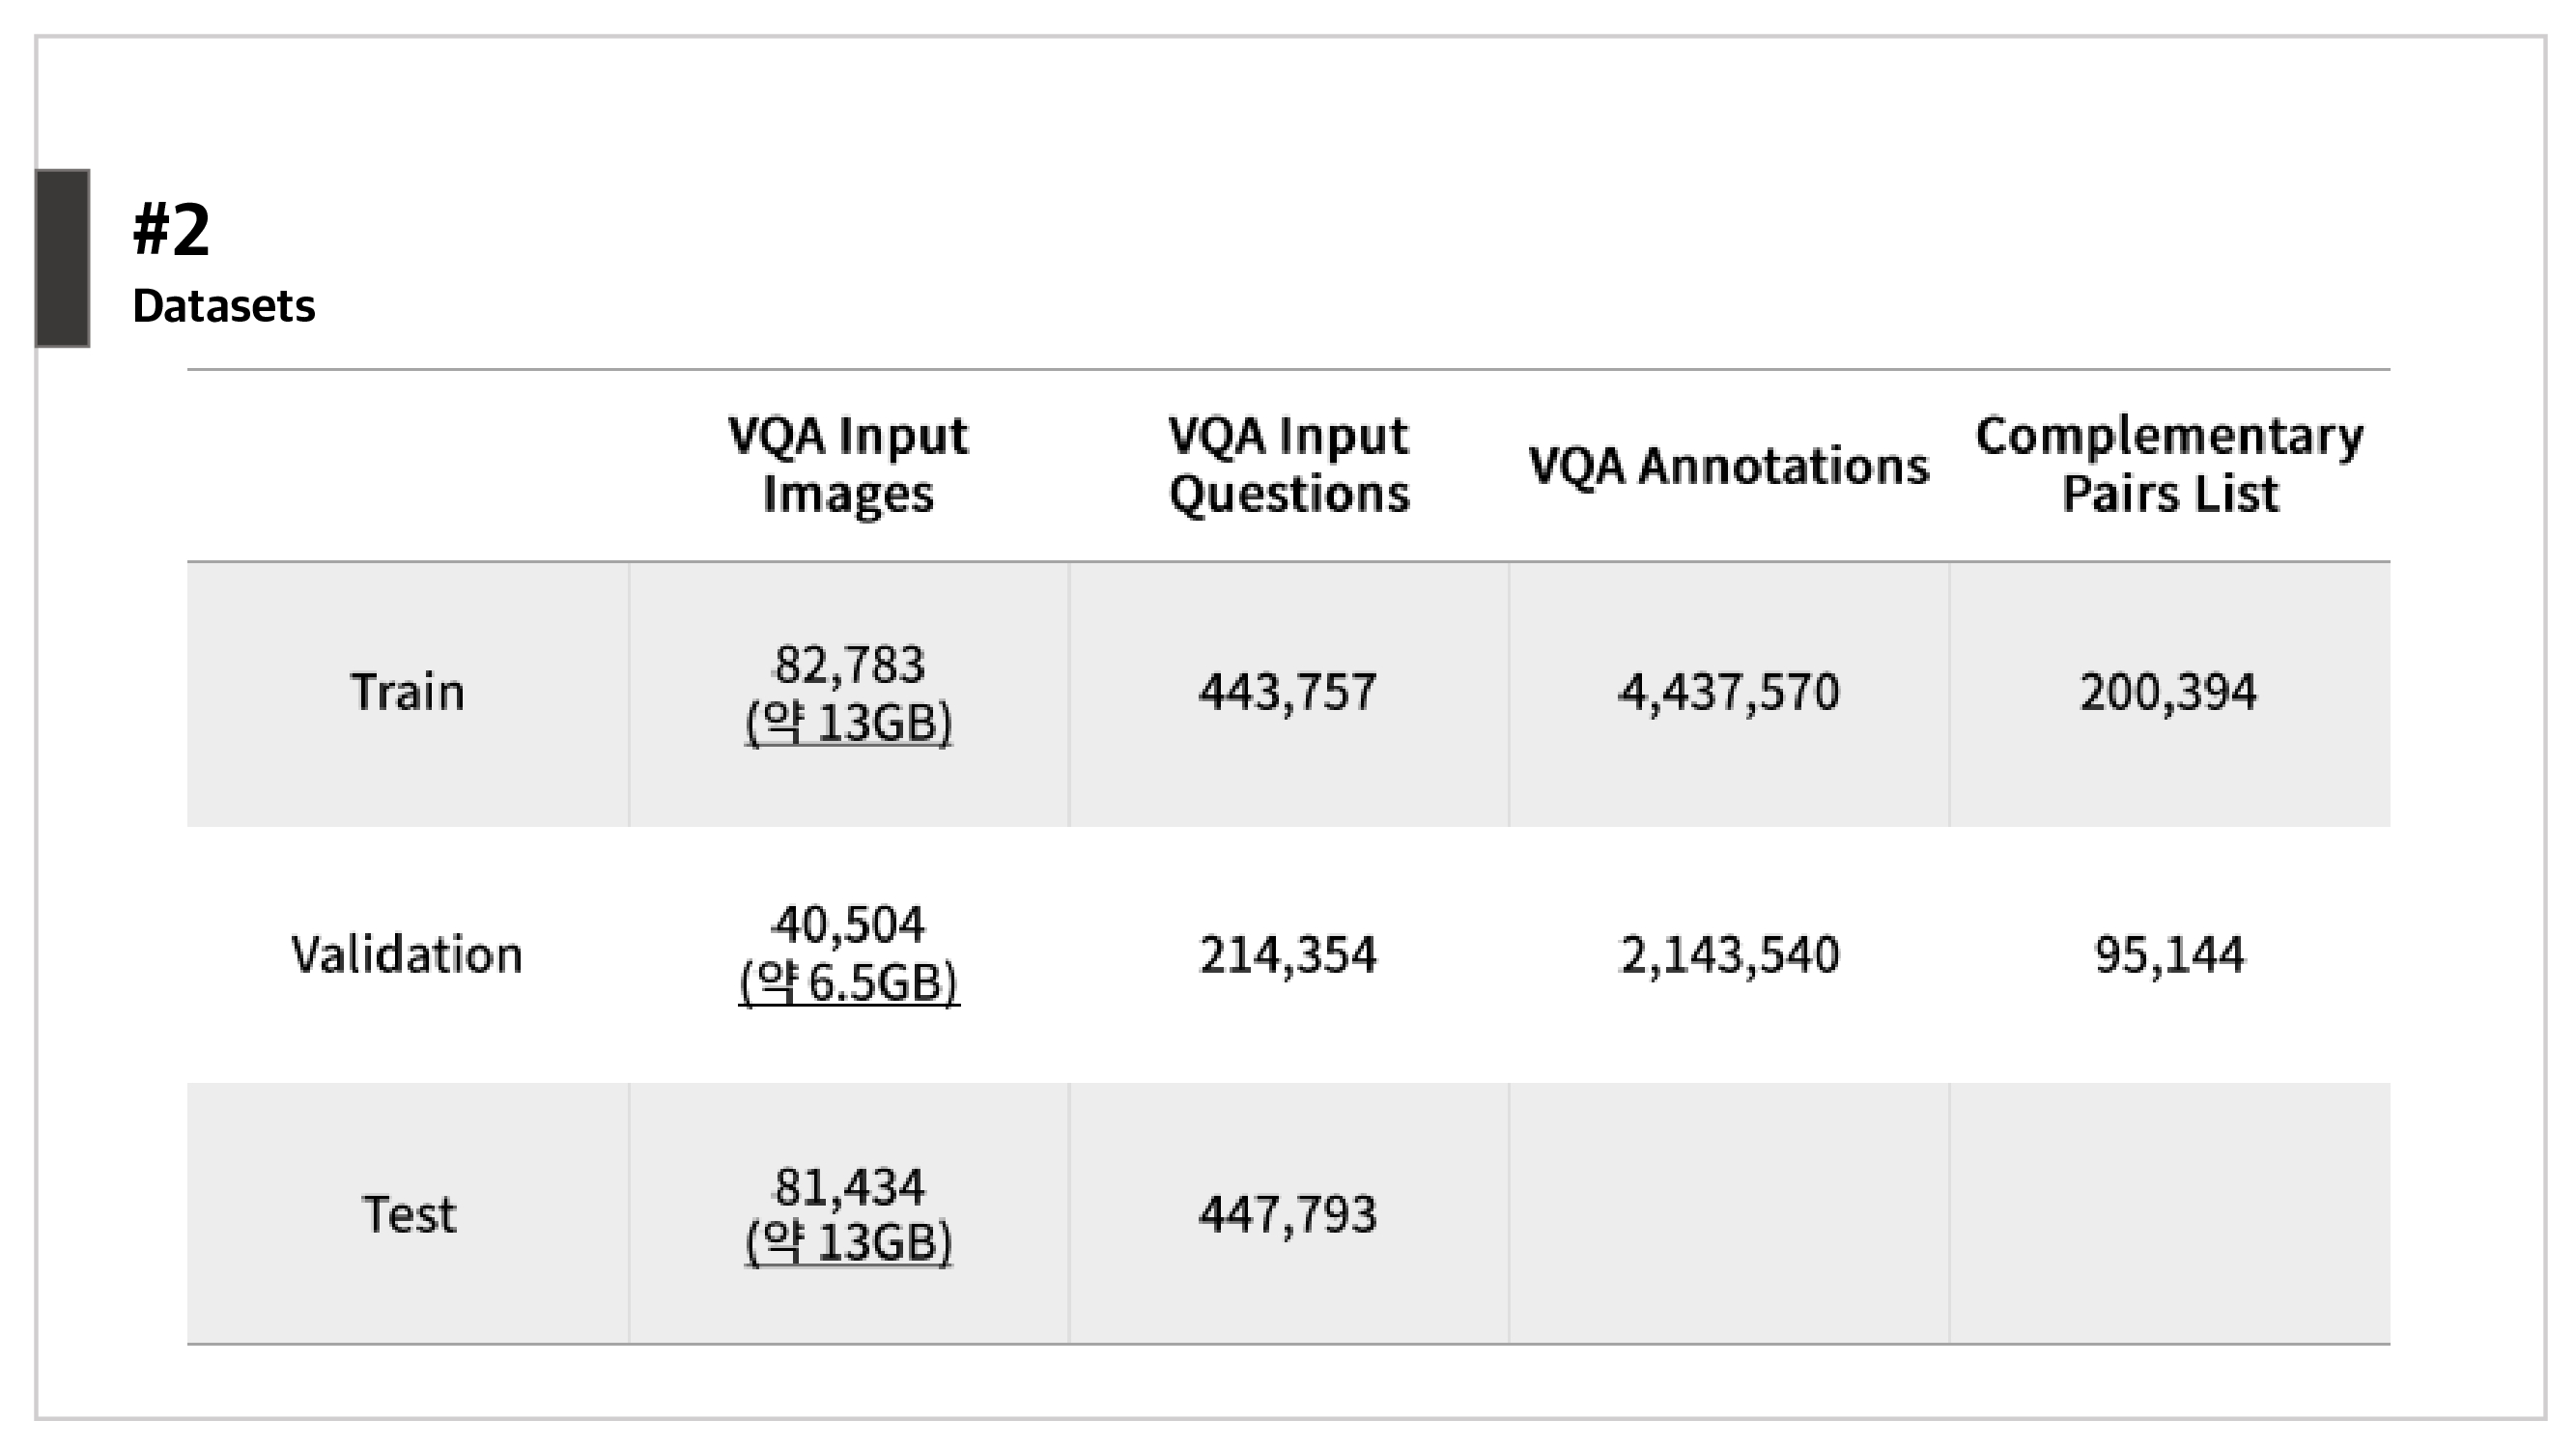 #2
Datasets
VQA Input Images
VQA Input Questions
VQA Annotations
Complementary Pairs List
Train
82,783
(약 13GB)
443,757
4,437,570
200,394
Validation
40,504
(약 6.5GB)
214,354
2,143,540
95,144
Test
81,434
(약 13GB)
447,793